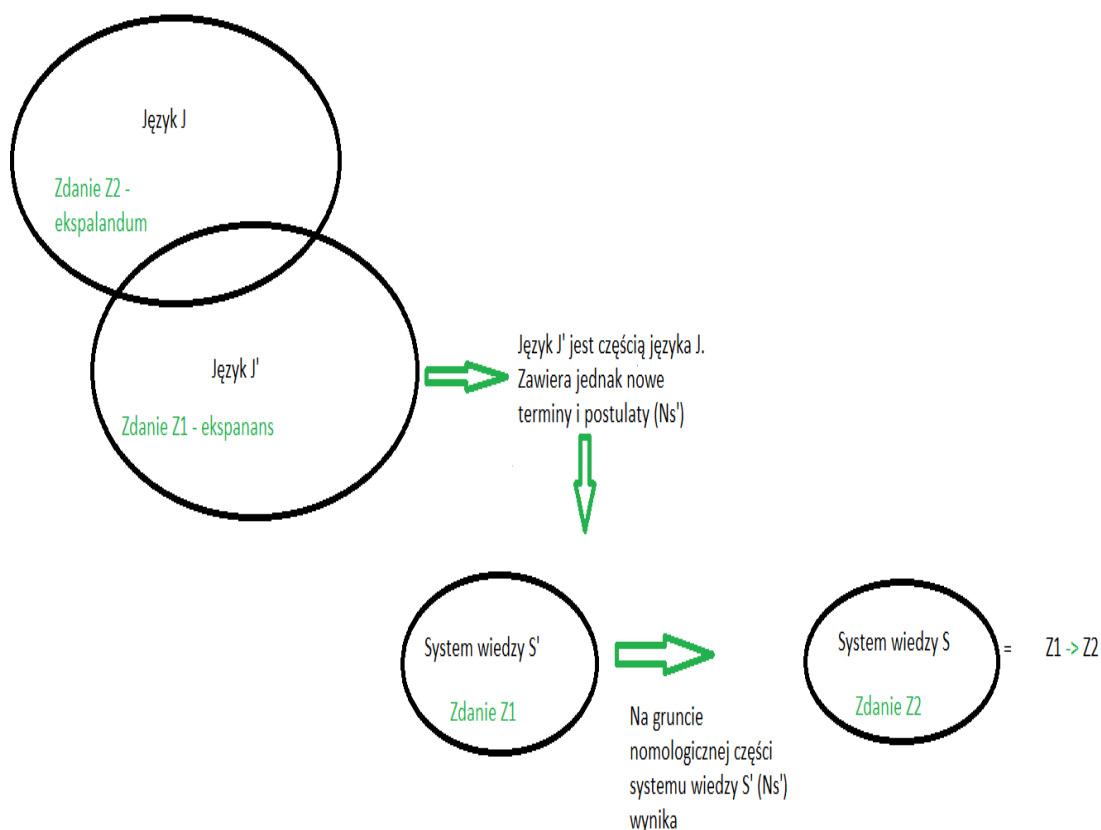 Język J
Zdanie Z2 -
ekspalandum
Język J'
Zdanie Z1 - ekspanans
Język J' jest częścią języka J.
Zawiera jednak nowe
terminy i postulaty (Ns')
System wiedzy S'
Zdanie Z1
Na gruncie
nomologicznej części
systemu wiedzy S' (Ns')
wynika
System wiedzy S
Zdanie Z2
= Z1 -> Z2